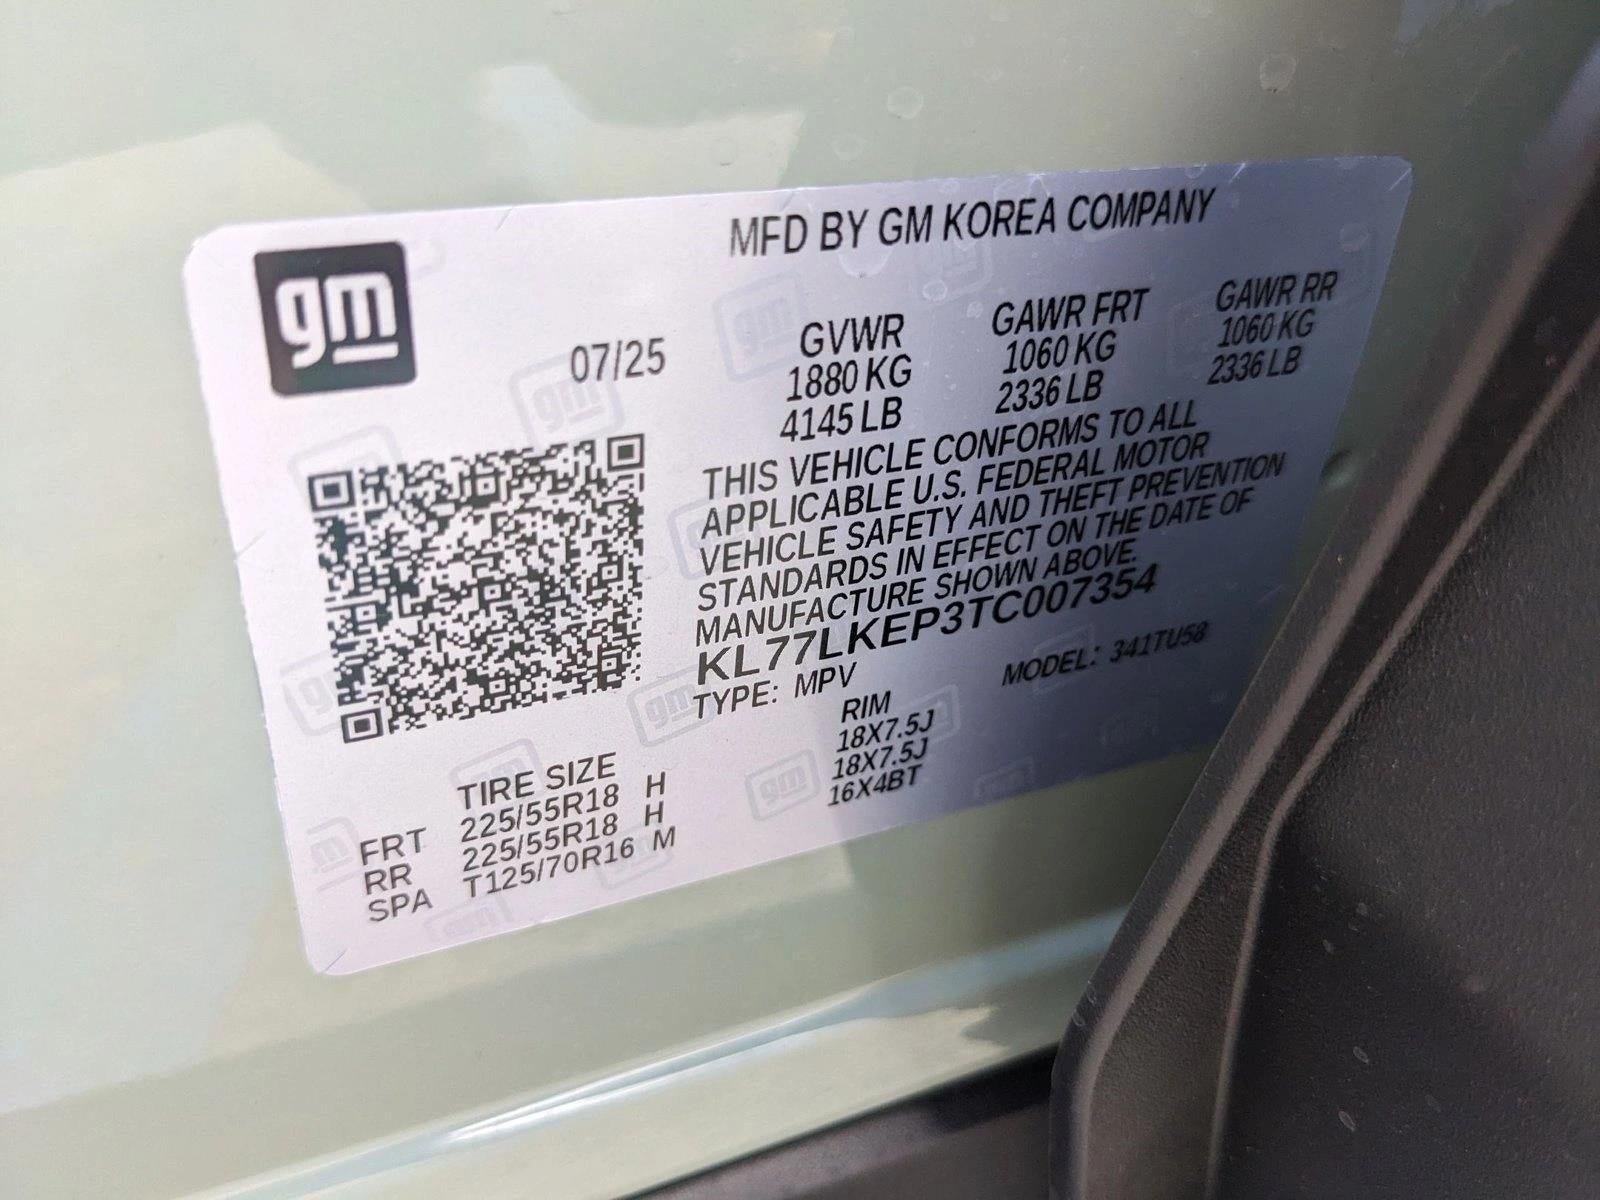 gm
MFD BY GM KOREA COMPANY
07/25
GVWR GAWR FRT GAWR RR
1880 KG 1060 KG 1060 KG
4145 LB 2336 LB 2336 LB
THIS VEHICLE CONFORMS TO ALL
APPLICABLE U.S. FEDERAL MOTOR
VEHICLE SAFETY AND THEFT PREVENTION
STANDARDS IN EFFECT ON THE DATE OF
MANUFACTURE SHOWN ABOVE.
KL77LKEP3TC007354
TYPE: MPV MODEL: 341TU58
TIRE SIZE RIM
FRT 225/55R18 H 18X7.5J
RR 225/55R18 H 18X7.5J
SPA T125/70R16 M 16X4BT